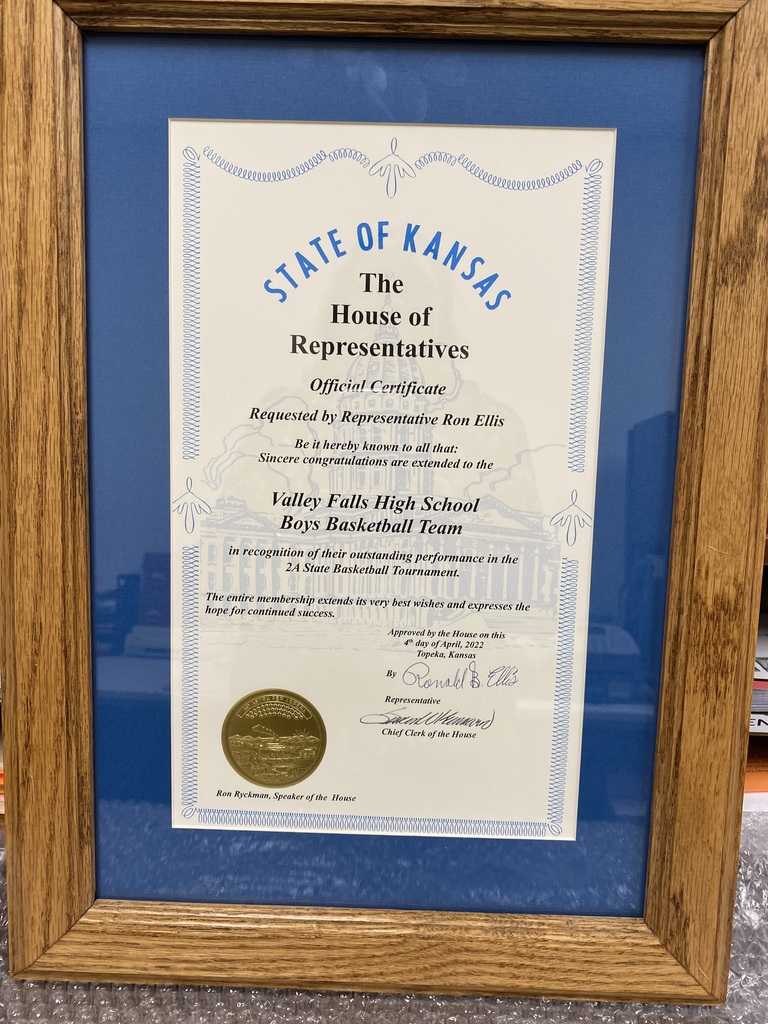 STATE OF KANSAS
The
House of
Representatives
Official Certificate
Requested by Representative Ron Ellis
Be it hereby known to all that:
Sincere congratulations are extended to the
Valley Falls High School
Boys Basketball Team
in recognition of their outstanding performance in the
2A State Basketball Tournament.
The entire membership extends its very best wishes and expresses the
hope for continued success.
Approved by the House on this
4th day of April, 2022
Topeka, Kansas
By Ronald B. Ellis
Representative
Chief Clerk of the House
Ron Ryckman, Speaker of the House